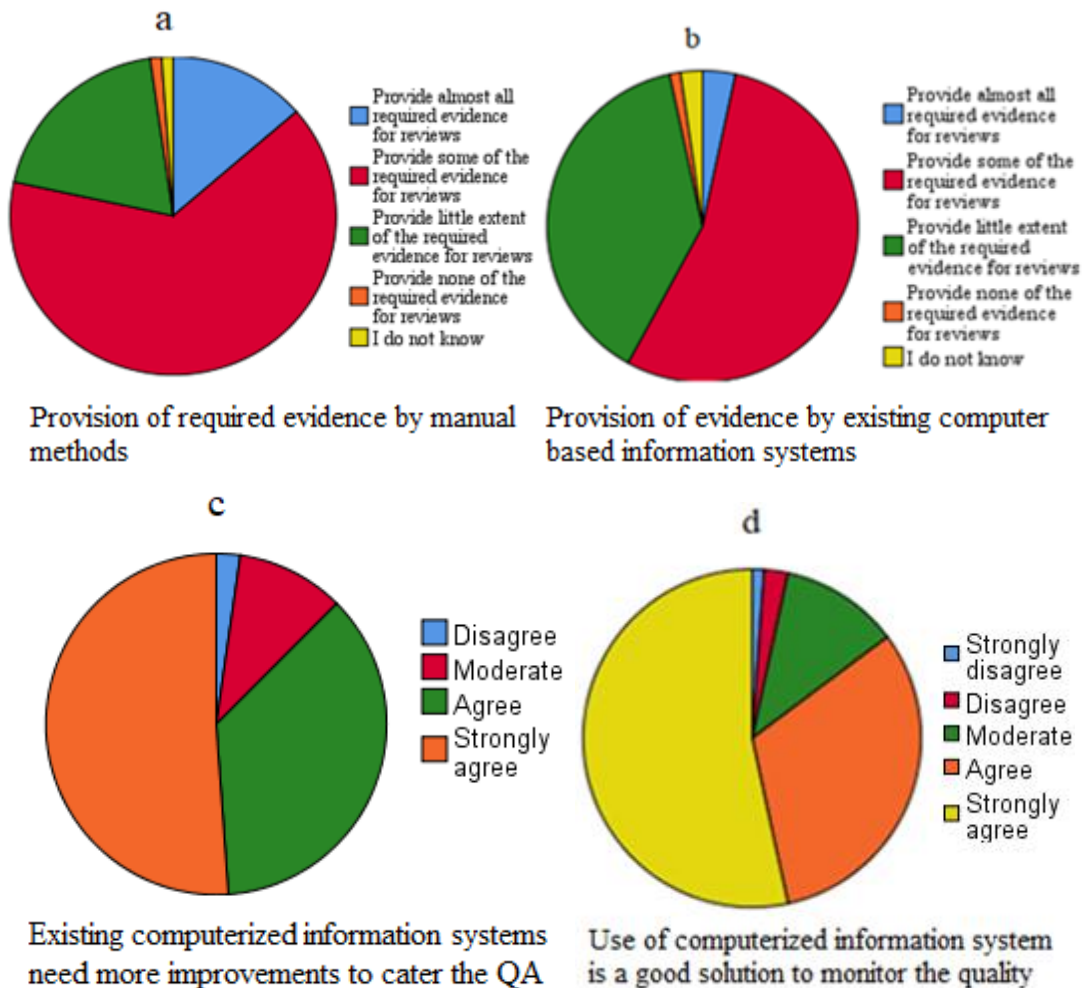 a
Provide almost all
required evidence
for reviews
Provide some of the
required evidence
for reviews
Provide little extent
of the required
evidence for reviews
Provide none of the
required evidence
for reviews
I do not know
Provision of required evidence by manual
methods
b
Provide almost all
required evidence
for reviews
Provide some of the
required evidence
for reviews
Provide little extent
of the required
evidence for reviews
Provide none of the
required evidence
for reviews
I do not know
Provision of evidence by existing computer
based information systems
c
Disagree
Moderate
Agree
Strongly
agree
Existing computerized information systems
need more improvements to cater the QA
d
Strongly
disagree
Disagree
Moderate
Agree
Strongly
agree
Use of computerized information system
is a good solution to monitor the quality